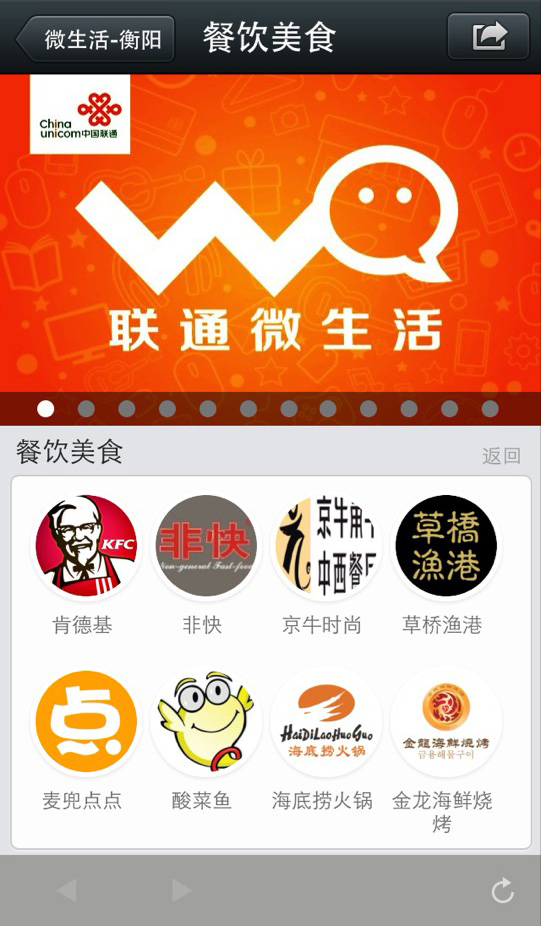 微生活-衡阳
餐饮美食
China
unicom中国联通
联通微生活
餐饮美食
返回
KFC
非快
Non-general Fast-food
京牛角
中西餐厅
草橋
漁港
肯德基
非快
京牛时尚
草桥渔港
点
HaiDiLaoHuoGuo
海底捞火锅
金龍海鮮燒烤
금용해물구이
麦兜点点
酸菜鱼
海底捞火锅
金龙海鲜烧
烤